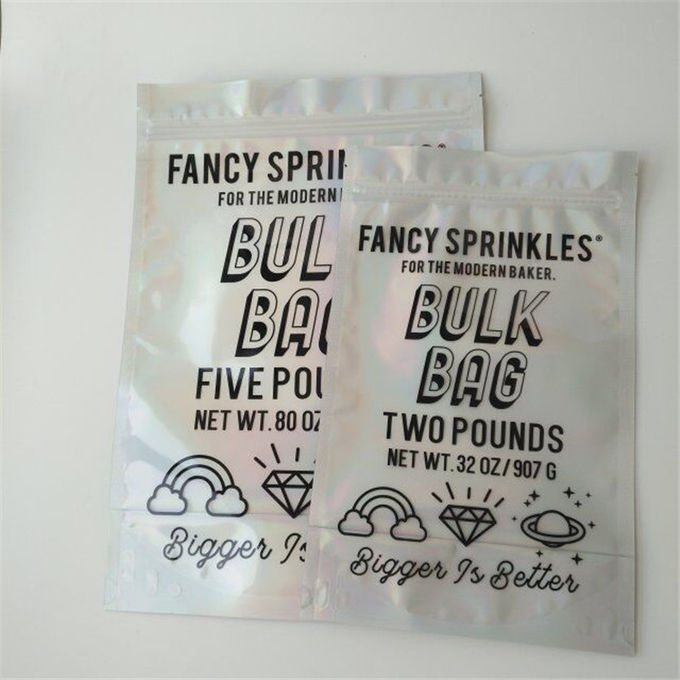 FANCY SPRIN
FOR THE MODERN
BUL
BAG
FIVE POU
NET WT. 80 OZ
Bigger Is
FANCY SPRINKLES®
FOR THE MODERN BAKER.
BULK
BAG
TWO POUNDS
NET WT. 32 OZ/907 G
Bigger Is Better